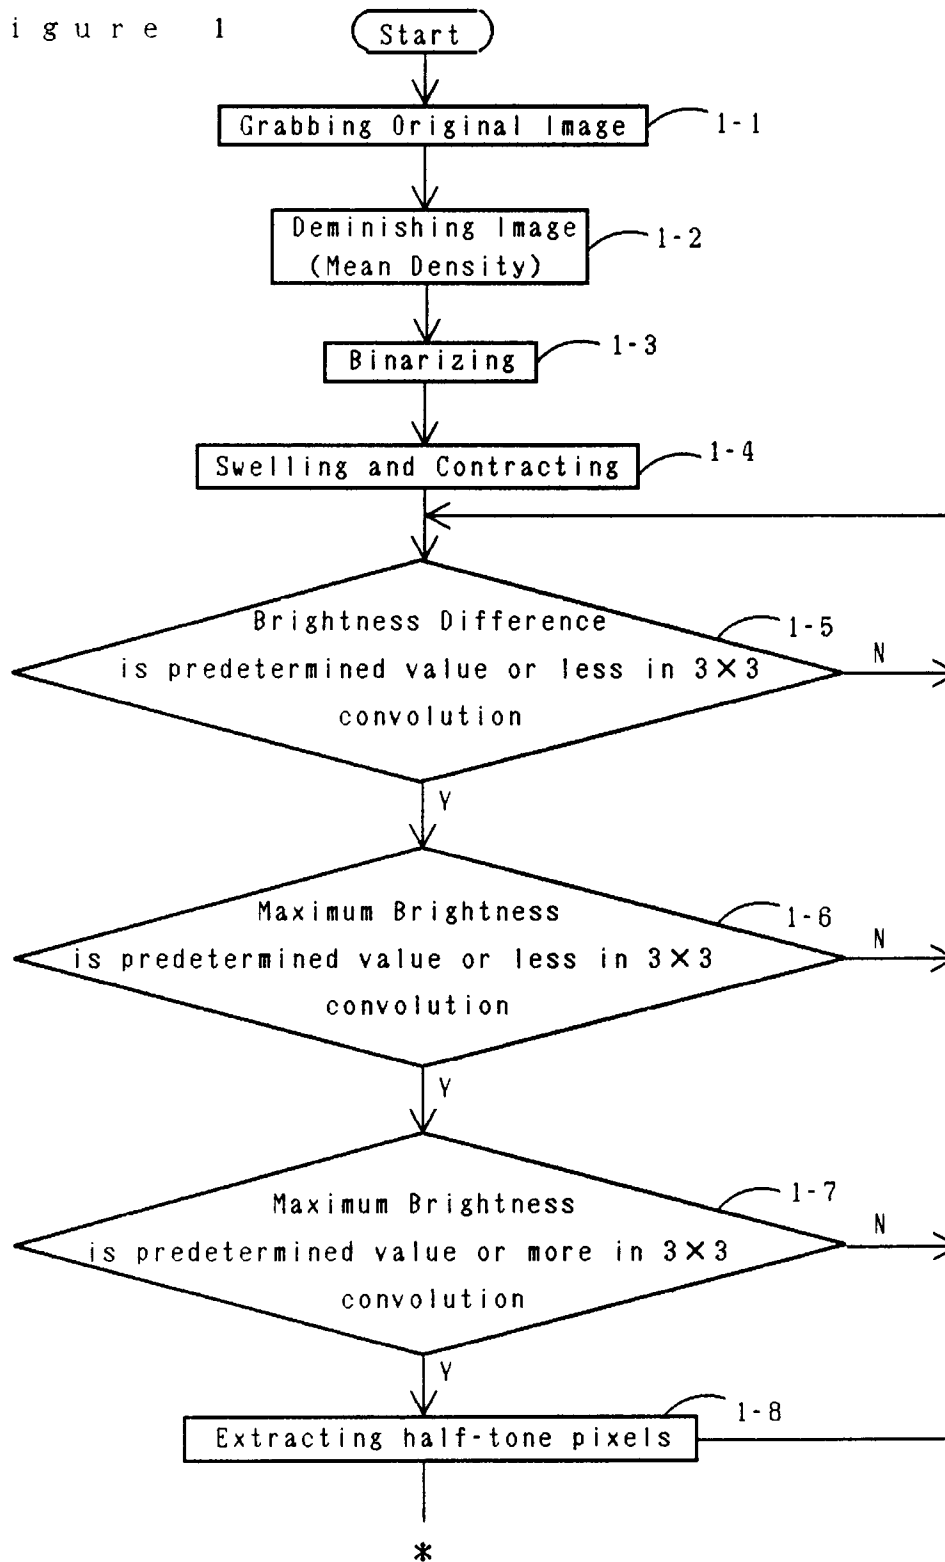 igure 1
Start
Grabbing Original Image
1-1
Deminishing Image
(Mean Density)
1-2
Binarizing
1-3
Swelling and Contracting
1-4
Brightness Difference
is predetermined value or less in 3×3
convolution
1-5
N
Y
Maximum Brightness
is predetermined value or less in 3×3
convolution
1-6
N
Y
Maximum Brightness
is predetermined value or more in 3×3
convolution
1-7
N
Y
Extracting half-tone pixels
1-8
*